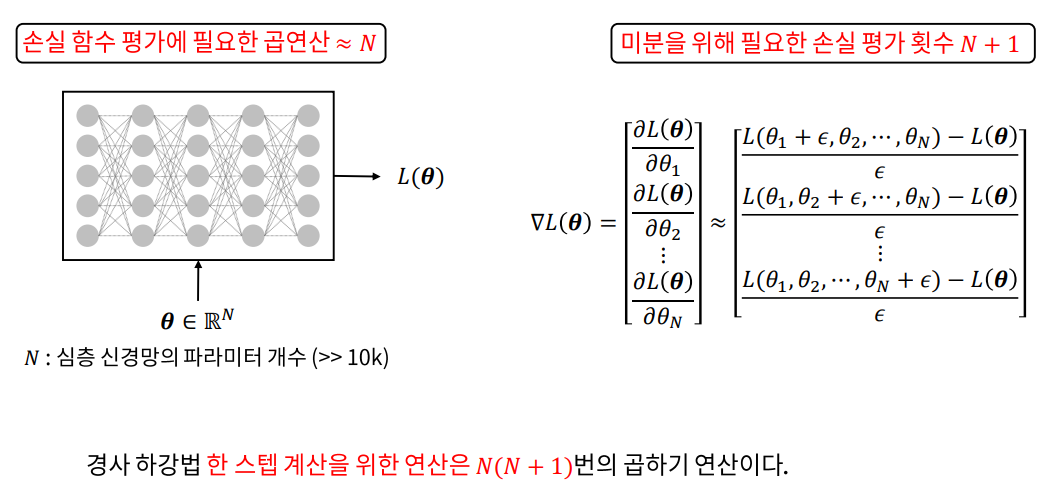 손실 함수 평가에 필요한 곱연산 ≈ N
미분을 위해 필요한 손실 평가 횟수 N + 1
L(θ)
θ ∈ ℝ^N
N : 심층 신경망의 파라미터 개수 (>> 10k)
∇L(θ) = [∂L(θ)/∂θ₁ ∂L(θ)/∂θ₂ ⋮ ∂L(θ)/∂θ_N] ≈ [(L(θ₁ + ϵ, θ₂, ⋯, θ_N) − L(θ))/ϵ (L(θ₁, θ₂ + ϵ, ⋯, θ_N) − L(θ))/ϵ ⋮ (L(θ₁, θ₂, ⋯, θ_N + ϵ) − L(θ))/ϵ]
경사 하강법 한 스텝 계산을 위한 연산은 N(N + 1)번의 곱하기 연산이다.